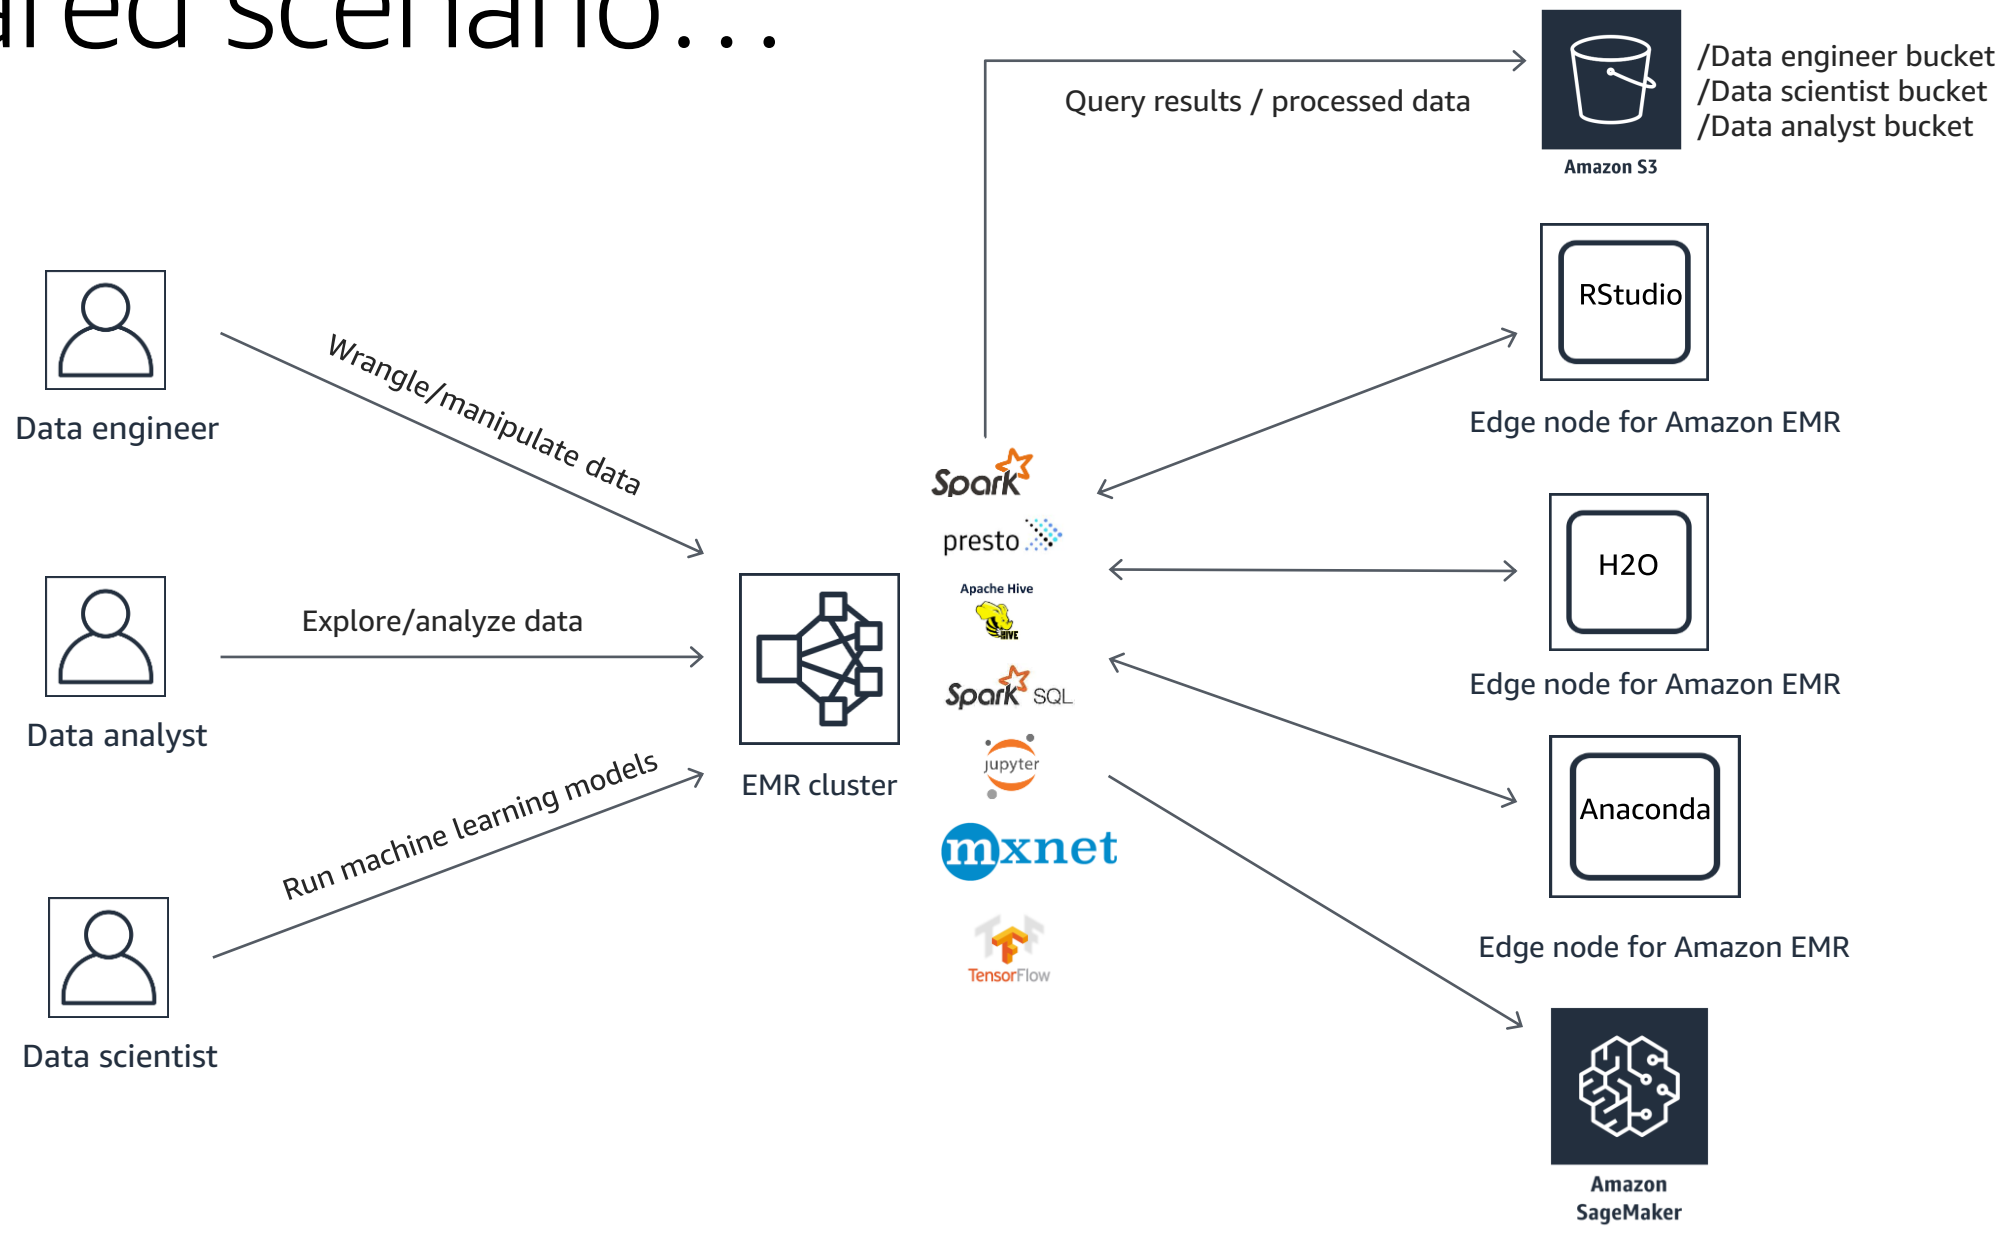 scenario...
/Data engineer bucket
/Data scientist bucket
/Data analyst bucket
Query results / processed data
Amazon S3
RStudio
Edge node for Amazon EMR
Wrangle/manipulate data
Data engineer
Spark
presto
Apache Hive
HIVE
H2O
Edge node for Amazon EMR
Explore/analyze data
Data analyst
EMR cluster
Spark SQL
jupyter
Anaconda
Edge node for Amazon EMR
Run machine learning models
mxnet
TensorFlow
Data scientist
Amazon
SageMaker